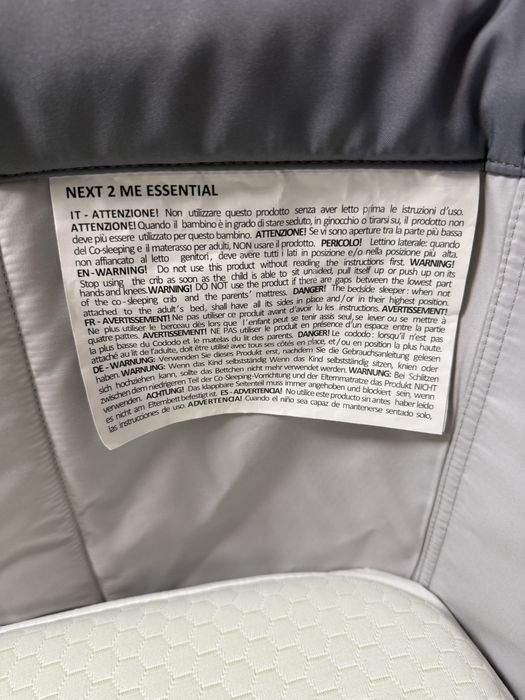 NEXT 2 ME ESSENTIAL
IT - ATTENZIONE! Non utilizzare questo prodotto senza aver letto prima le istruzioni d'uso.
ATTENZIONE! Quando il bambino è in grado di stare seduto, in ginocchio o tirarsi su, il prodotto non
deve più essere utilizzato per questo bambino. ATTENZIONE! Se vi sono aperture tra la parte più bassa
del Co-sleeping e il materasso per adulti, NON usare il prodotto. PERICOLO! Lettino laterale: quando
non affiancato al letto genitori, deve avere tutti i lati in posizione e/o nella posizione più alta.
EN - WARNING! Do not use this product without reading the instructions first. WARNING!
Stop using the crib as soon as the child is able to sit unaided, pull itself up or push up on its
hands and knees. WARNING! DO NOT use the product if there are gaps between the lowest part
of the co-sleeping crib and the parents' mattress. DANGER! The bedside sleeper: when not
attached to the adult's bed, shall have all its sides in place and/or in their highest position.
FR - AVERTISSEMENT! Ne pas utiliser ce produit avant d'avoir lu les instructions. AVERTISSEMENT!
Ne plus utiliser le berceau dès lors que l'enfant peut se tenir assis seul, se lever ou se mettre à
quatre pattes. AVERTISSEMENT! NE PAS utiliser le produit en présence d'un espace entre la partie
la plus basse du Cododo et le matelas du lit des parents. DANGER! Le cododo: lorsqu'il n'est pas
attaché au lit de l'adulte, doit être utilisé avec tous ses côtés en place, et/ou en position la plus haute.
DE - WARNUNG: Verwenden Sie dieses Produkt erst, nachdem Sie die Gebrauchsanleitung gelesen
haben. WARNUNG: Wenn das Kind selbstständig Wenn das Kind selbstständig sitzen, knien oder
sich hochziehen kann, sollte das Bettchen nicht mehr verwendet werden. WARNUNG: Bei Schlitzen
zwischen dem niedrigeren Teil der Co-Sleeping-Vorrichtung und der Elternmatratze das Produkt NICHT
verwenden. ACHTUNG! Das klappbare Seitenteil muss immer angehoben und blockiert sein, wenn
es nicht am Elternbett befestigt ist. ES - ADVERTENCIA! No utilice este producto sin antes haber leído
las instrucciones de uso. ADVERTENCIA! Cuando el niño sea capaz de mantenerse sentado solo,